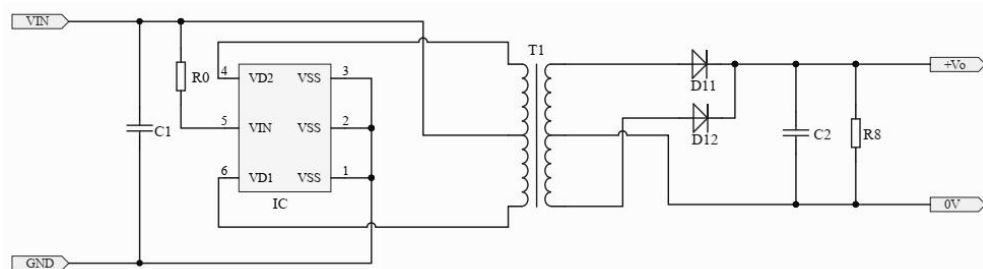 VIN
T1
4 VD2 VSS 3
R0
+Vo
D11
5 VIN VSS 2
C1
C2
R8
D12
6 VD1 VSS 1
IC
0V
GND